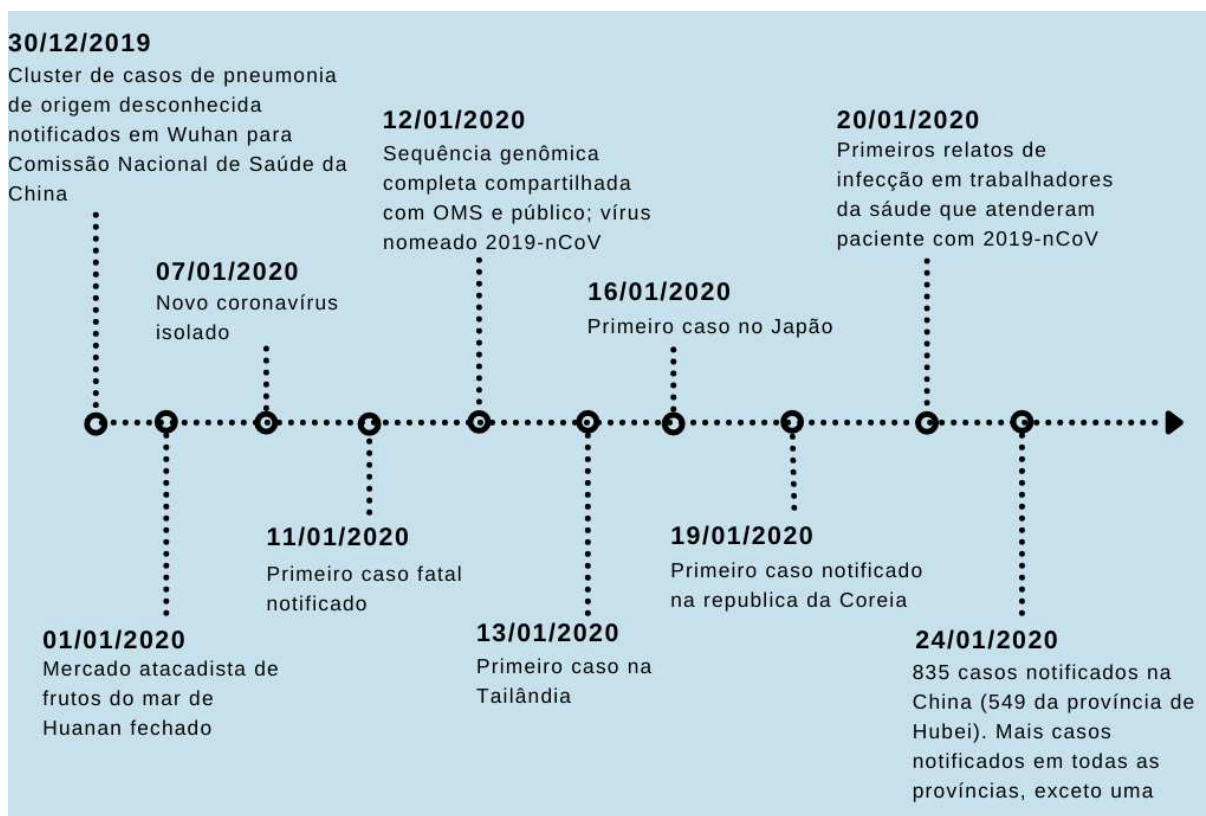 30/12/2019
Cluster de casos de pneumonia
de origem desconhecida
notificados em Wuhan para
Comissão Nacional de Saúde da
China
01/01/2020
Mercado atacadista de
frutos do mar de
Huanan fechado
07/01/2020
Novo coronavírus
isolado
11/01/2020
Primeiro caso fatal
notificado
12/01/2020
Sequência genômica
completa compartilhada
com OMS e público; vírus
nomeado 2019-nCoV
13/01/2020
Primeiro caso na
Tailândia
16/01/2020
Primeiro caso no Japão
19/01/2020
Primeiro caso notificado
na republica da Coreia
20/01/2020
Primeiros relatos de
infecção em trabalhadores
da sáude que atenderam
paciente com 2019-nCoV
24/01/2020
835 casos notificados na
China (549 da província de
Hubei). Mais casos
notificados em todas as
províncias, exceto uma